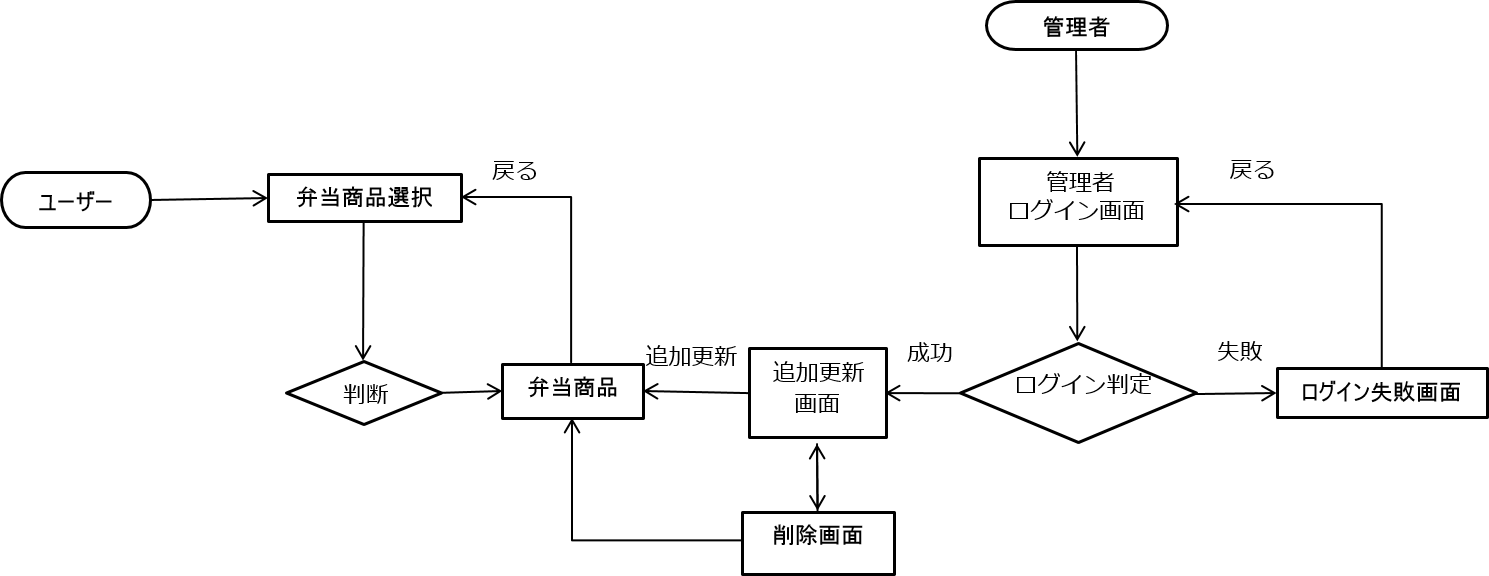 管理者
戻る
戻る
ユーザー
弁当商品選択
管理者
ログイン画面
追加更新
成功
失敗
判断
弁当商品
追加更新
画面
ログイン判定
ログイン失敗画面
削除画面